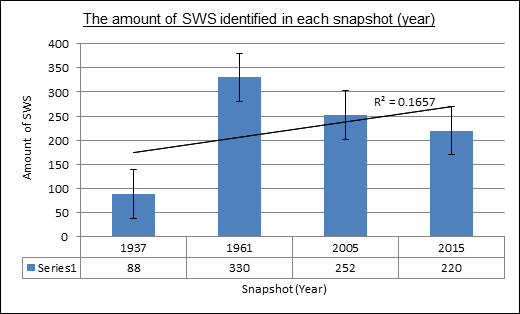 The amount of SWS identified in each snapshot (year)
400
350
300
250
200
150
100
50
0
Amount of SWS
R² = 0.1657
1937 1961 2005 2015
Series1 88 330 252 220
Snapshot (Year)